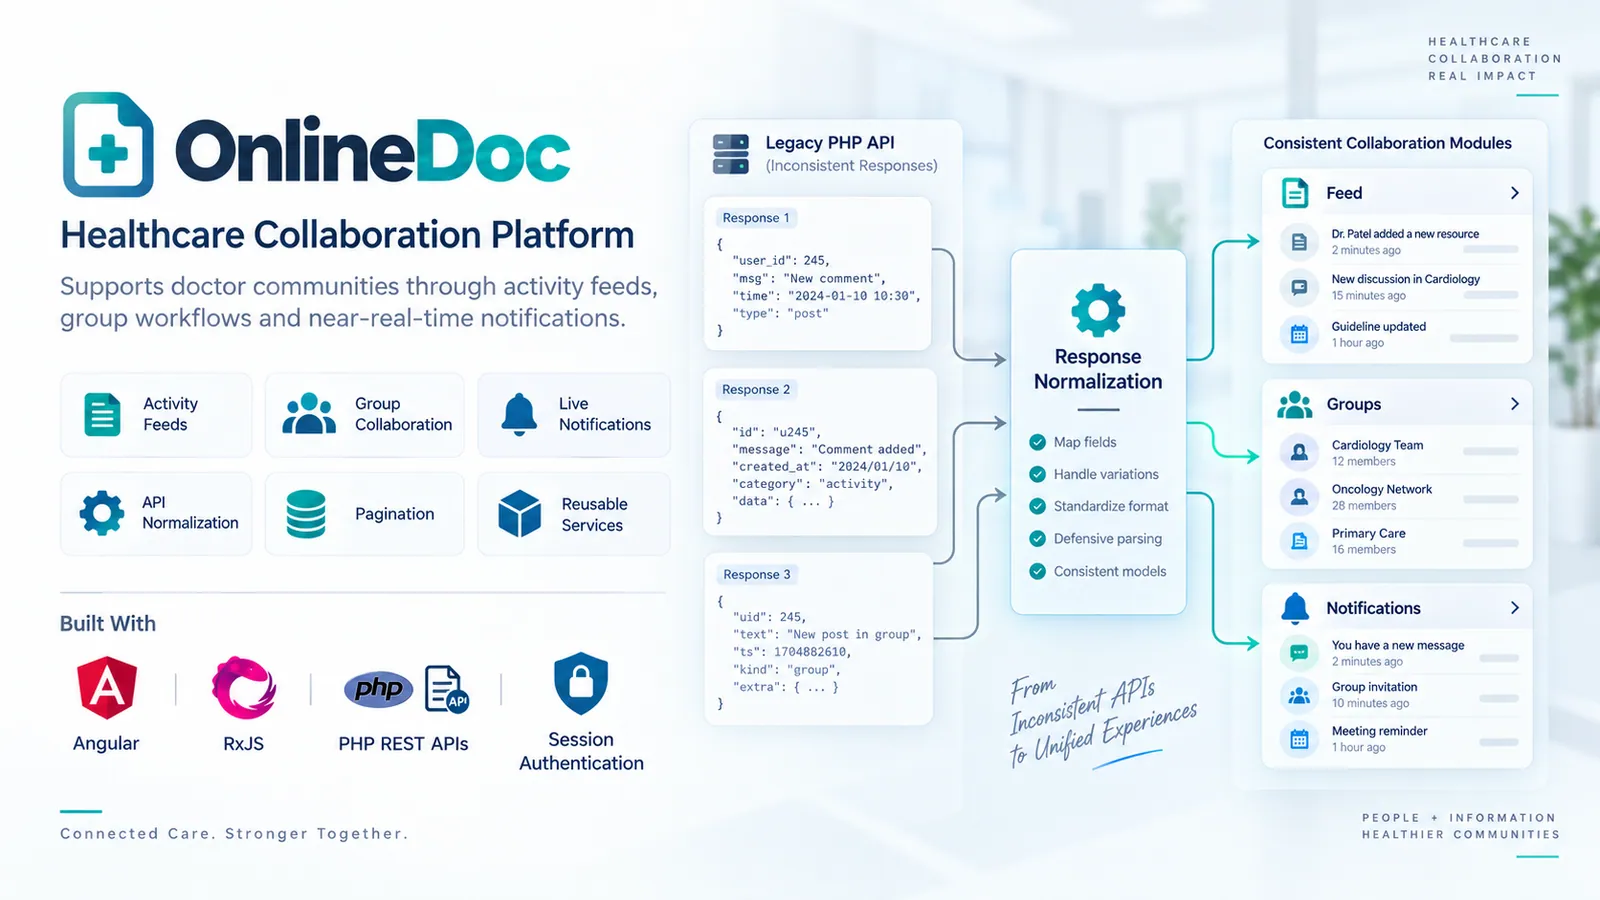 OnlineDoc
Healthcare Collaboration Platform
Supports doctor communities through activity feeds,
group workflows and near-real-time notifications.
Activity
Feeds
Group
Collaboration
Live
Notifications
API
Normalization
Pagination
Reusable
Services
Built With
Angular
RxJS
php
API
PHP REST APIs
Session
Authentication
Connected Care. Stronger Together.
Legacy PHP API
(Inconsistent Responses)
Response 1
{
"user_id": 245,
"msg": "New comment",
"time": "2024-01-10 10:30",
"type": "post"
}
Response 2
{
"id": "u245",
"message": "Comment added",
"created_at": "2024/01/10",
"category": "activity",
"data": { ... }
}
Response 3
{
"uid": 245,
"text": "New post in group",
"ts": 1704882610,
"kind": "group",
"extra": { ... }
}
Response
Normalization
Map fields
Handle variations
Standardize format
Defensive parsing
Consistent models
From
Inconsistent APIs
to Unified Experiences
HEALTHCARE
COLLABORATION
REAL IMPACT
Consistent Collaboration Modules
Feed
Dr. Patel added a new resource
2 minutes ago
New discussion in Cardiology
15 minutes ago
Guideline updated
1 hour ago
Groups
Cardiology Team
12 members
Oncology Network
28 members
Primary Care
16 members
Notifications
You have a new message
2 minutes ago
Group invitation
10 minutes ago
Meeting reminder
1 hour ago
PEOPLE + INFORMATION
HEALTHIER COMMUNITIES